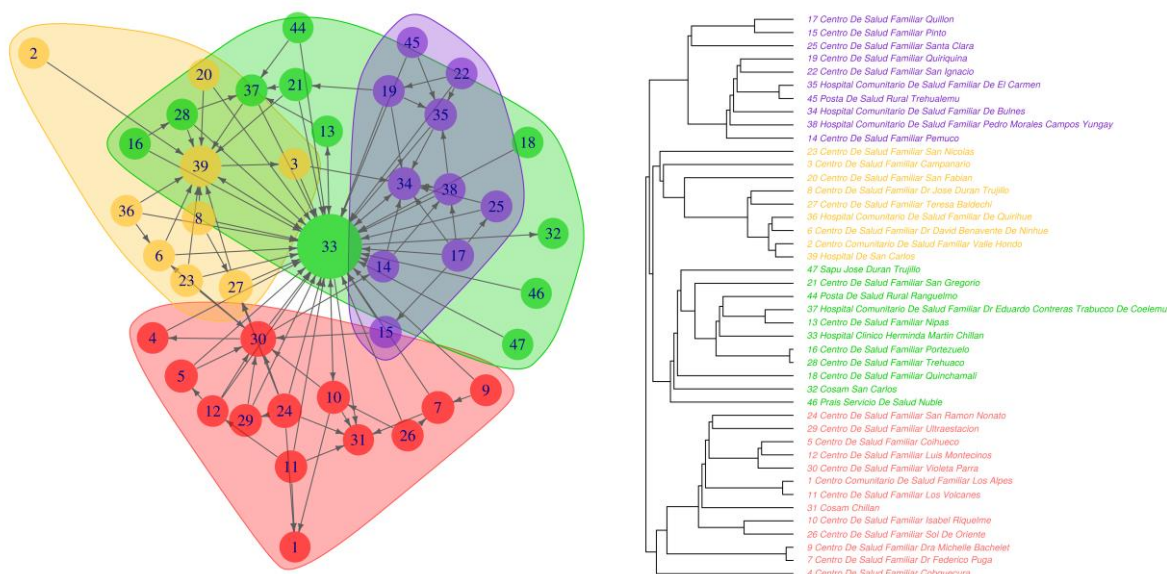 44
45
2
20
22
21
37
19
28
35
13
16
18
39
3
34
38
36
8
25
33
32
6
17
14
23
27
46
15
4
30
47
5
9
10
24
12
29
7
31
26
11
1
17 Centro De Salud Familiar Quillon
15 Centro De Salud Familiar Pinto
25 Centro De Salud Familiar Santa Clara
19 Centro De Salud Familiar Quiriquina
22 Centro De Salud Familiar San Ignacio
35 Hospital Comunitario De Salud Familiar De El Carmen
45 Posta De Salud Rural Trehualemu
34 Hospital Comunitario De Salud Familiar De Bulnes
38 Hospital Comunitario De Salud Familiar Pedro Morales Campos Yungay
14 Centro De Salud Familiar Pemuco
23 Centro De Salud Familiar San Nicolas
3 Centro De Salud Familiar Campanario
20 Centro De Salud Familiar San Fabian
8 Centro De Salud Familiar Dr Jose Duran Trujillo
27 Centro De Salud Familiar Teresa Baldechi
36 Hospital Comunitario De Salud Familiar De Quirihue
6 Centro De Salud Familiar Dr David Benavente De Ninhue
2 Centro Comunitario De Salud Familiar Valle Hondo
39 Hospital De San Carlos
47 Sapu Jose Duran Trujillo
21 Centro De Salud Familiar San Gregorio
44 Posta De Salud Rural Ranguelmo
37 Hospital Comunitario De Salud Familiar Dr Eduardo Contreras Trabucco De Coelemu
13 Centro De Salud Familiar Nipas
33 Hospital Clinico Herminda Martin Chillan
16 Centro De Salud Familiar Portezuelo
28 Centro De Salud Familiar Trehuaco
18 Centro De Salud Familiar Quinchamali
32 Cosam San Carlos
46 Prais Servicio De Salud Nuble
24 Centro De Salud Familiar San Ramon Nonato
29 Centro De Salud Familiar Ultraestacion
5 Centro De Salud Familiar Coihueco
12 Centro De Salud Familiar Luis Montecinos
30 Centro De Salud Familiar Violeta Parra
1 Centro Comunitario De Salud Familiar Los Alpes
11 Centro De Salud Familiar Los Volcanes
31 Cosam Chillan
10 Centro De Salud Familiar Isabel Riquelme
26 Centro De Salud Familiar Sol De Oriente
9 Centro De Salud Familiar Dra Michelle Bachelet
7 Centro De Salud Familiar Dr Federico Puga
4 Centro De Salud Familiar Cobquecura